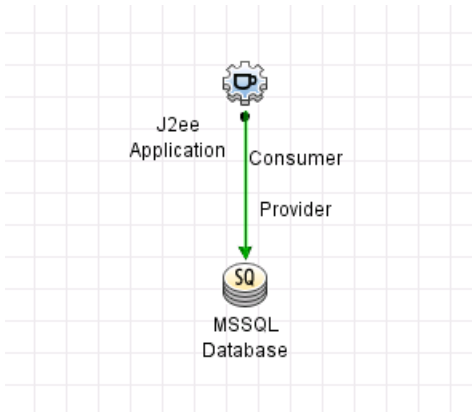 J2ee
Application
Consumer
Provider
SQ
MSSQL
Database